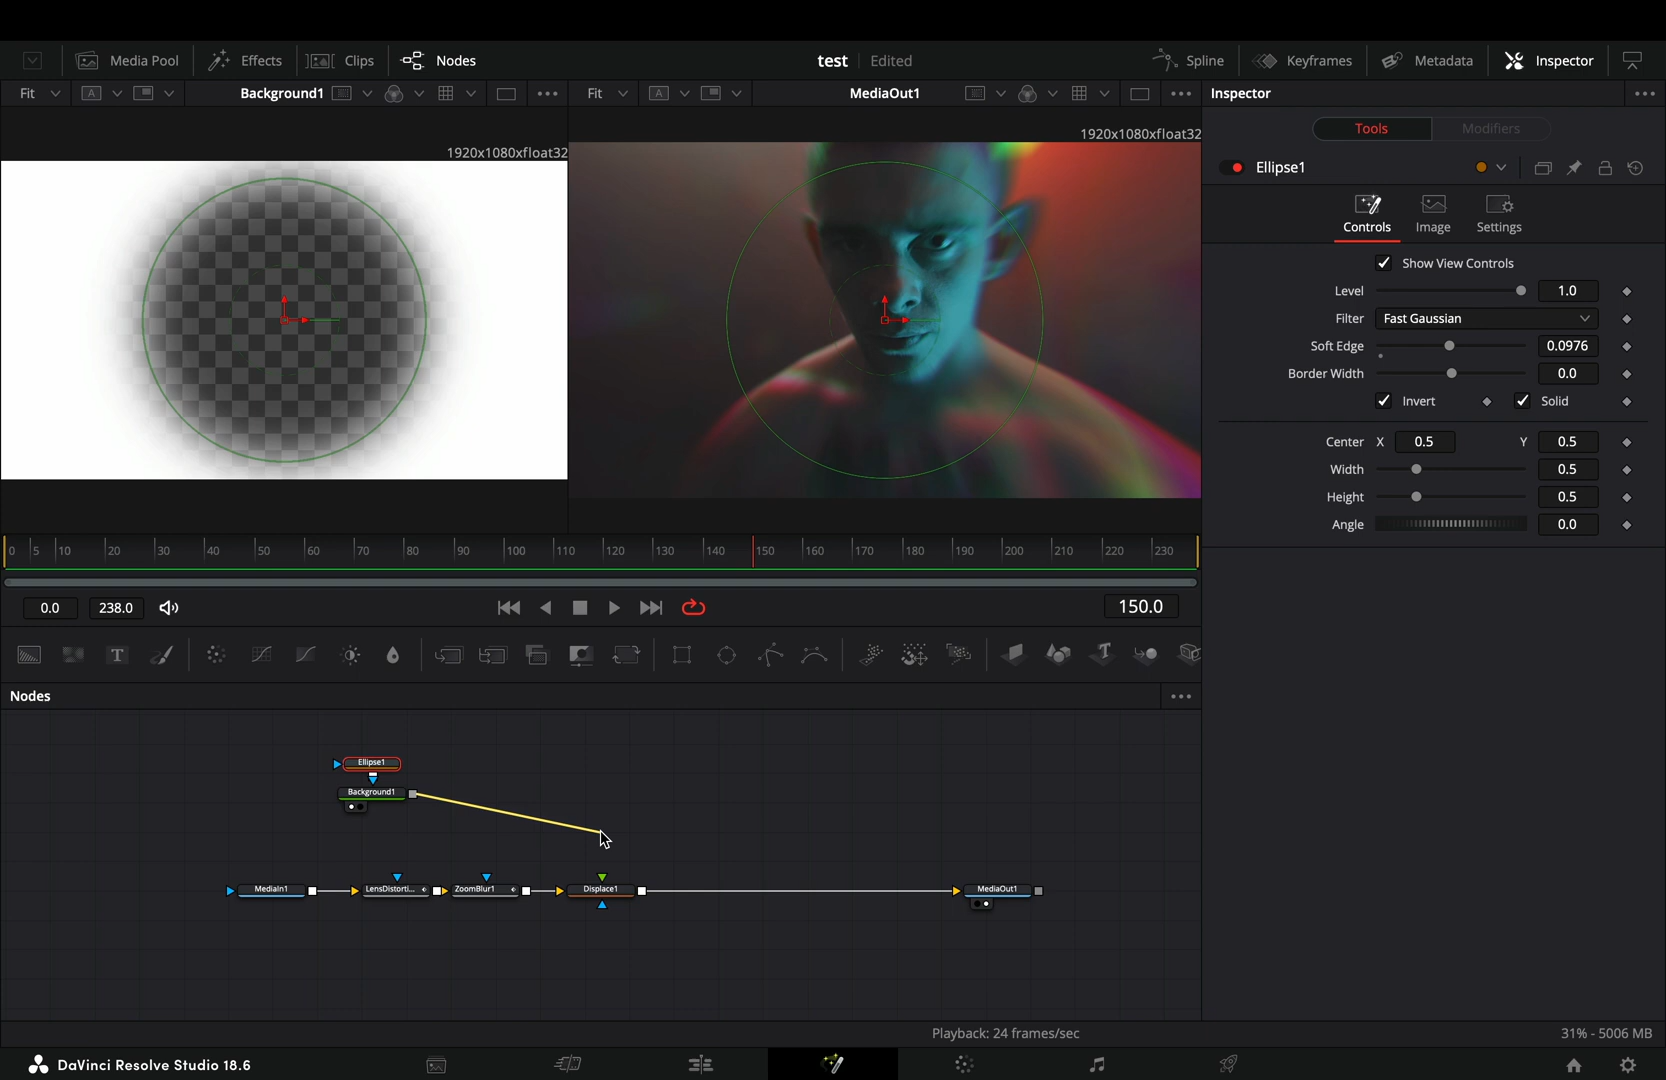 Media Pool
Effects
Clips
Nodes
test
Edited
Spline
Keyframes
Metadata
Inspector
Fit
A
Background1
Fit
A
MediaOut1
Inspector
1920x1080xfloat32
1920x1080xfloat32
Tools
Modifiers
Ellipse1
Controls
Image
Settings
Show View Controls
Level 1.0
Filter Fast Gaussian
Soft Edge 0.0976
Border Width 0.0
Invert Solid
Center X 0.5 Y 0.5
Width 0.5
Height 0.5
Angle 0.0
0 5 10 20 30 40 50 60 70 80 90 100 110 120 130 140 150 160 170 180 190 200 210 220 230
0.0
238.0
150.0
T
T
Nodes
Ellipse1
Background1
MediaIn1
LensDistorti...
ZoomBlur1
Displace1
MediaOut1
Playback: 24 frames/sec
31% - 5006 MB
DaVinci Resolve Studio 18.6